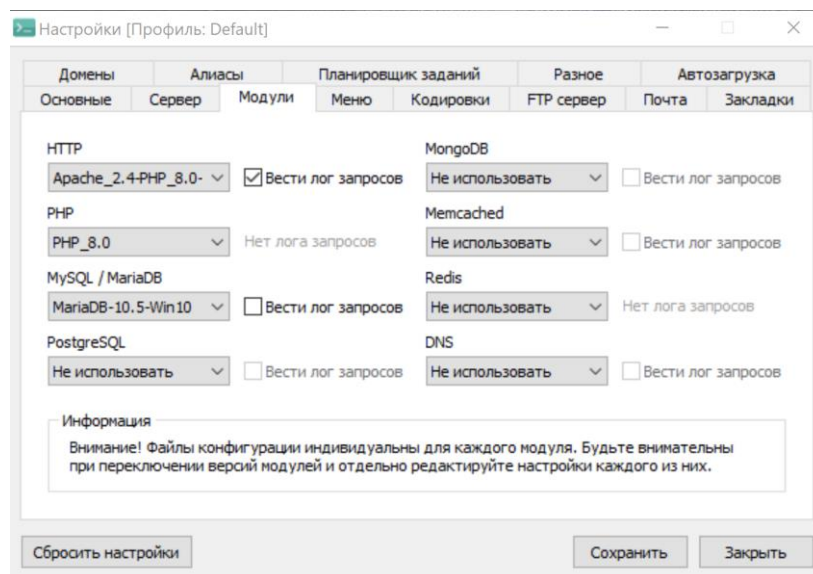 Настройки [Профиль: Default]
Домены Алиасы Планировщик заданий Разное Автозагрузка
Основные Сервер Модули Меню Кодировки FTP сервер Почта Закладки
HTTP
Apache_2.4-PHP_8.0- Вести лог запросов
PHP
PHP_8.0 Нет лога запросов
MySQL / MariaDB
MariaDB-10.5-Win10 Вести лог запросов
PostgreSQL
Не использовать Вести лог запросов
MongoDB
Не использовать Вести лог запросов
Memcached
Не использовать Вести лог запросов
Redis
Не использовать Нет лога запросов
DNS
Не использовать Вести лог запросов
Информация
Внимание! Файлы конфигурации индивидуальны для каждого модуля. Будьте внимательны
при переключении версий модулей и отдельно редактируйте настройки каждого из них.
Сбросить настройки Сохранить Закрыть